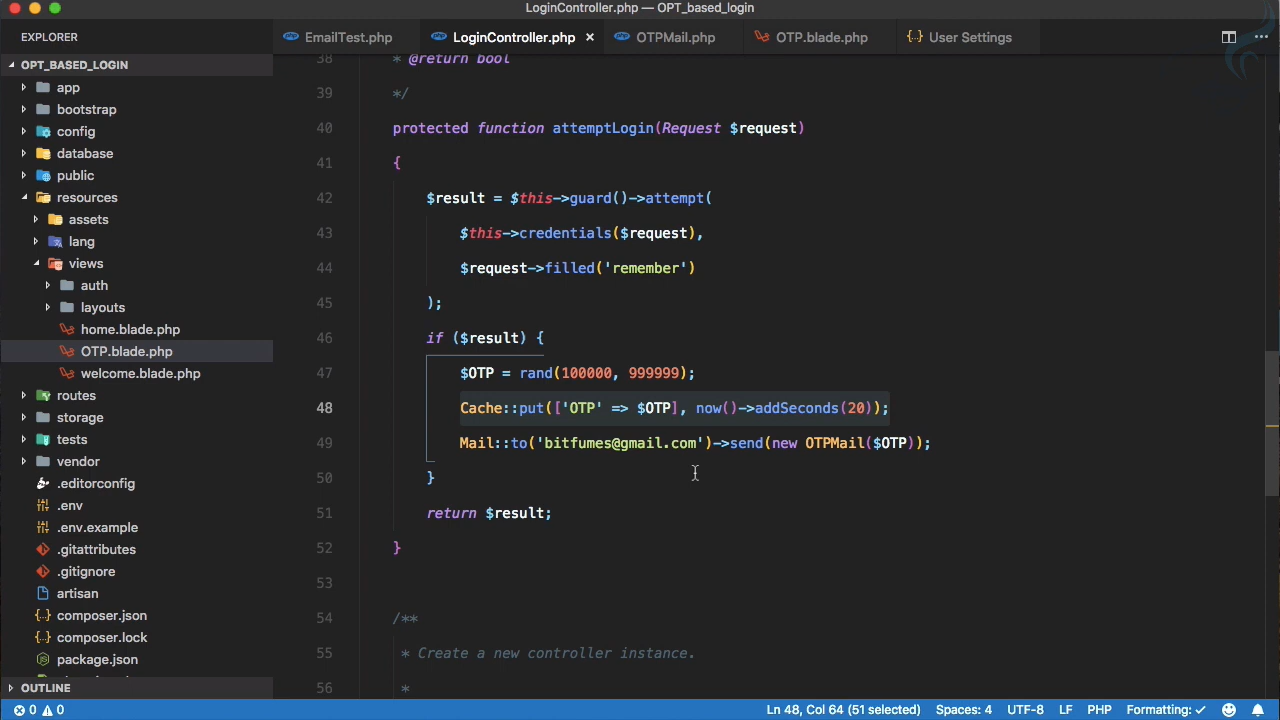 LoginController.php — OPT_based_login
EXPLORER
EmailTest.php
LoginController.php ×
OTPMail.php
OTP.blade.php
{··} User Settings
OPT_BASED_LOGIN
app
bootstrap
config
database
public
resources
assets
lang
views
auth
layouts
home.blade.php
OTP.blade.php
welcome.blade.php
routes
storage
tests
vendor
.editorconfig
.env
.env.example
.gitattributes
.gitignore
artisan
composer.json
composer.lock
package.json
OUTLINE
38 * @return bool
39 */
40 protected function attemptLogin(Request $request)
41 {
42 $result = $this->guard()->attempt(
43 $this->credentials($request),
44 $request->filled('remember')
45 );
46 if ($result) {
47 $OTP = rand(100000, 999999);
48 Cache::put(['OTP' => $OTP], now()->addSeconds(20));
49 Mail::to('bitfumes@gmail.com')->send(new OTPMail($OTP));
50 }
51 return $result;
52 }
53
54 /**
55 * Create a new controller instance.
56 *
0 0 Ln 48, Col 64 (51 selected) Spaces: 4 UTF-8 LF PHP Formatting: ✓